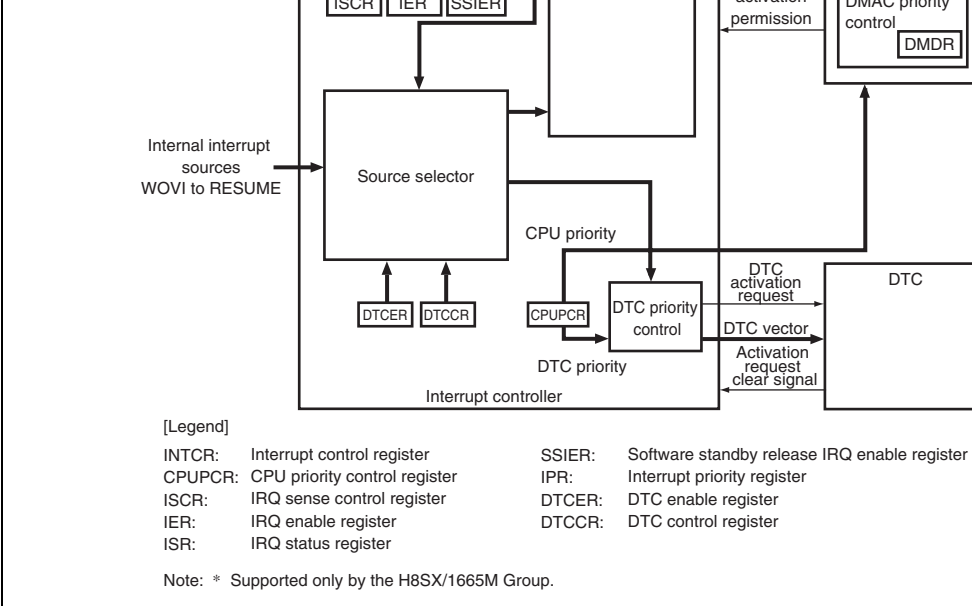 ISCR IER SSIER
activation
permission
DMAC priority
control
DMDR
Internal interrupt
sources
WOVI to RESUME
Source selector
CPU priority
DTC
activation
request
DTC
DTCER DTCCR CPUPCR
DTC priority
control
DTC vector
Activation
request
clear signal
DTC priority
Interrupt controller
[Legend]
INTCR: Interrupt control register
CPUPCR: CPU priority control register
ISCR: IRQ sense control register
IER: IRQ enable register
ISR: IRQ status register
SSIER: Software standby release IRQ enable register
IPR: Interrupt priority register
DTCER: DTC enable register
DTCCR: DTC control register
Note: * Supported only by the H8SX/1665M Group.